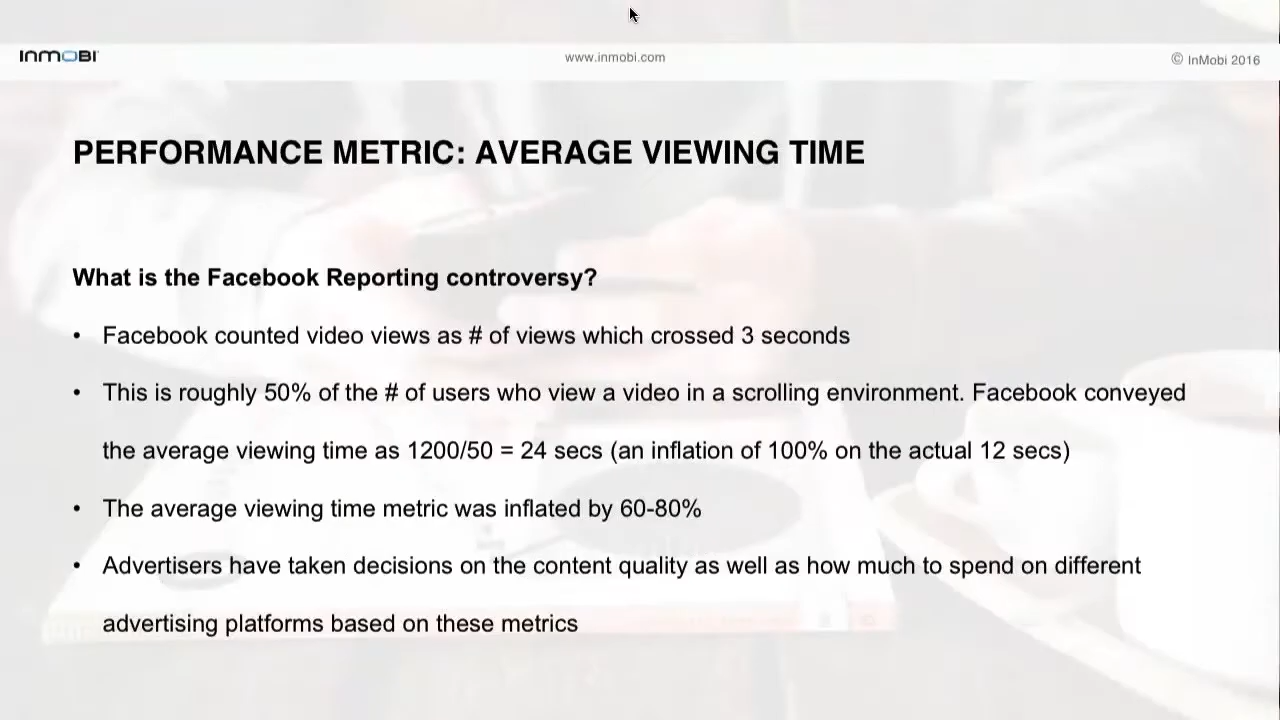 INMOBI
www.inmobi.com
© InMobi 2016
PERFORMANCE METRIC: AVERAGE VIEWING TIME
What is the Facebook Reporting controversy?
• Facebook counted video views as # of views which crossed 3 seconds
• This is roughly 50% of the # of users who view a video in a scrolling environment. Facebook conveyed
the average viewing time as 1200/50 = 24 secs (an inflation of 100% on the actual 12 secs)
• The average viewing time metric was inflated by 60-80%
• Advertisers have taken decisions on the content quality as well as how much to spend on different
advertising platforms based on these metrics